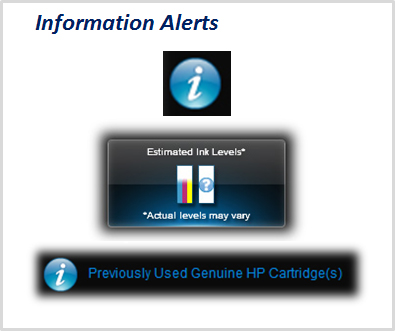 Information Alerts
i
Estimated Ink Levels*
?
*Actual levels may vary
i Previously Used Genuine HP Cartridge(s)